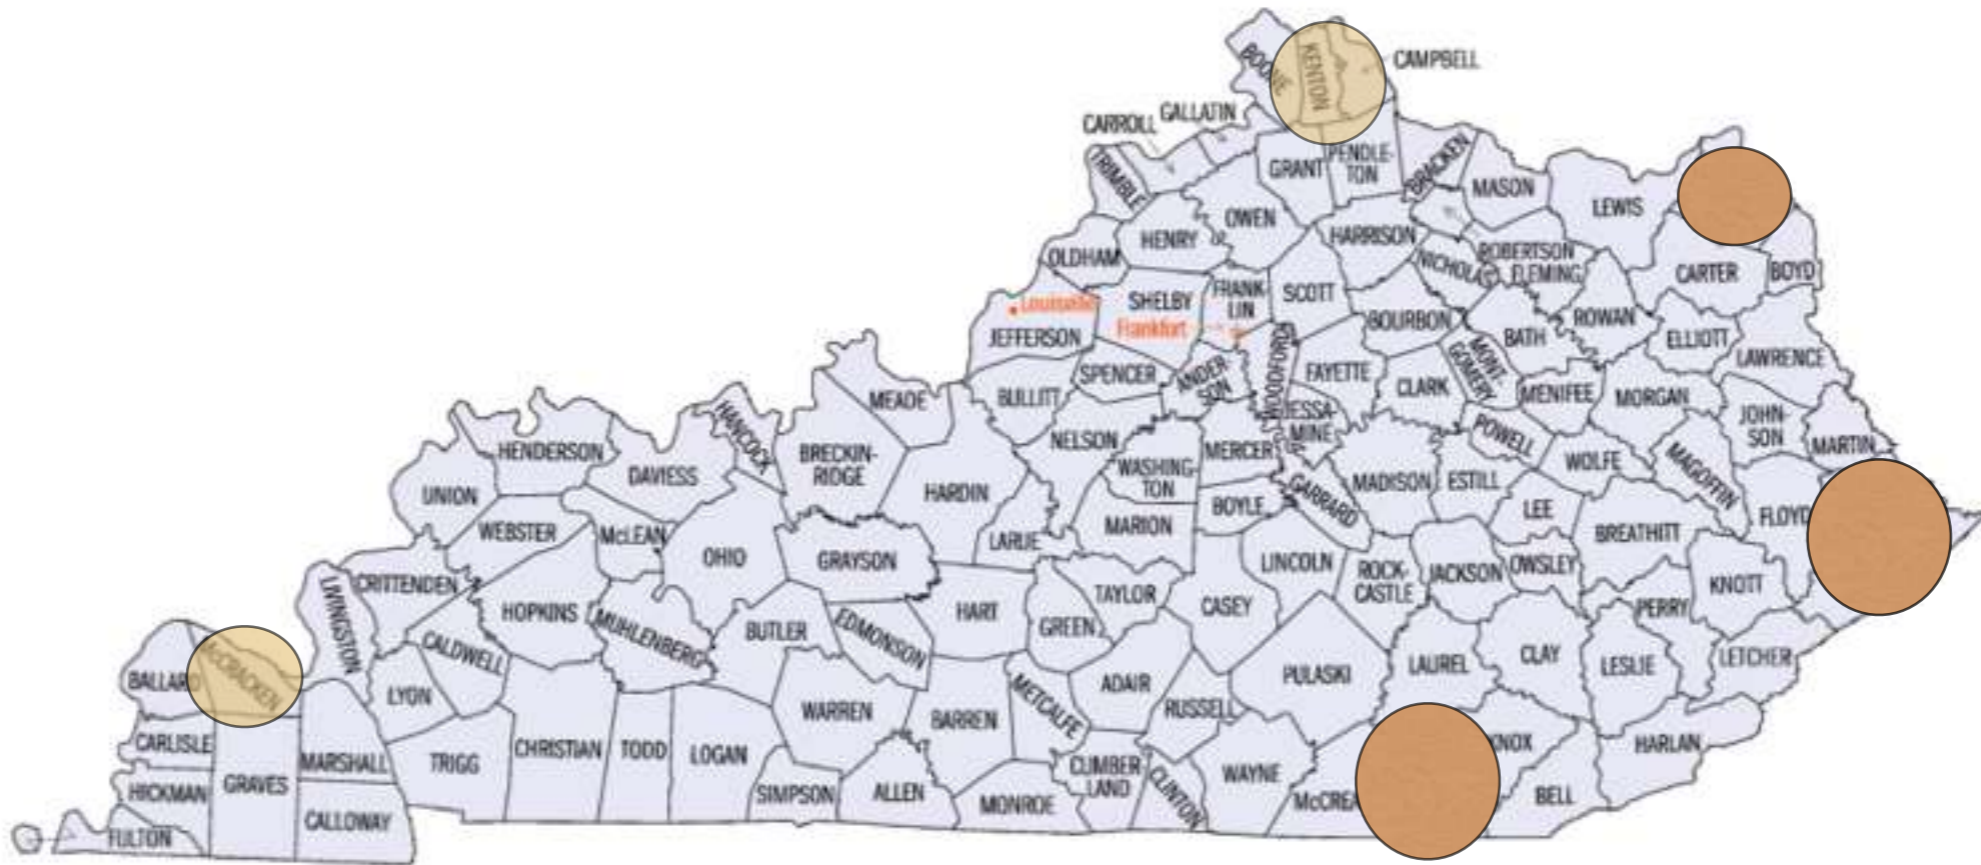 BOONE
KENTON
CAMPBELL
GALLATIN
CARROLL
TRIMBLE
GRANT
PENDLE-
TON
BRACKEN
MASON
LEWIS
OWEN
HENRY
HARRISON
OLDHAM
ROBERTSON
NICHOLAS
FLEMING
CARTER
BOYD
Louisville
SHELBY
FRANK-
LIN
SCOTT
Frankfort
JEFFERSON
BOURBON
BATH
ROWAN
ELLIOTT
LAWRENCE
SPENCER
ANDER
SON
WOODFORD
FAYETTE
CLARK
MONT-
GOMERY
MENIFEE
MORGAN
MEADE
BULLITT
JESSA-
MINE
JOHN-
SON
MARTIN
HANCOCK
HENDERSON
DAVIESS
BRECKIN-
RIDGE
NELSON
MERCER
POWELL
WOLFE
MAGOFFIN
WASHING-
TON
UNION
HARDIN
MADISON
ESTILL
GARRARD
BOYLE
LEE
FLOYD
WEBSTER
McLEAN
OHIO
GRAYSON
LARUE
MARION
LINCOLN
ROCK-
CASTLE
JACKSON
OWSLEY
BREATHITT
KNOTT
PERRY
CRITTENDEN
LIVINGSTON
HOPKINS
MUHLENBERG
BUTLER
EDMONSON
HART
GREEN
TAYLOR
CASEY
CALDWELL
LYON
PULASKI
LAUREL
CLAY
LESLIE
LETCHER
BALLARD
McCRACKEN
WARREN
BARREN
METCALFE
ADAIR
RUSSELL
CARLISLE
MARSHALL
TRIGG
CHRISTIAN
TODD
LOGAN
KNOX
HARLAN
HICKMAN
GRAVES
SIMPSON
ALLEN
MONROE
CUMBER
LAND
CLINTON
WAYNE
McCREA
BELL
FULTON
CALLOWAY